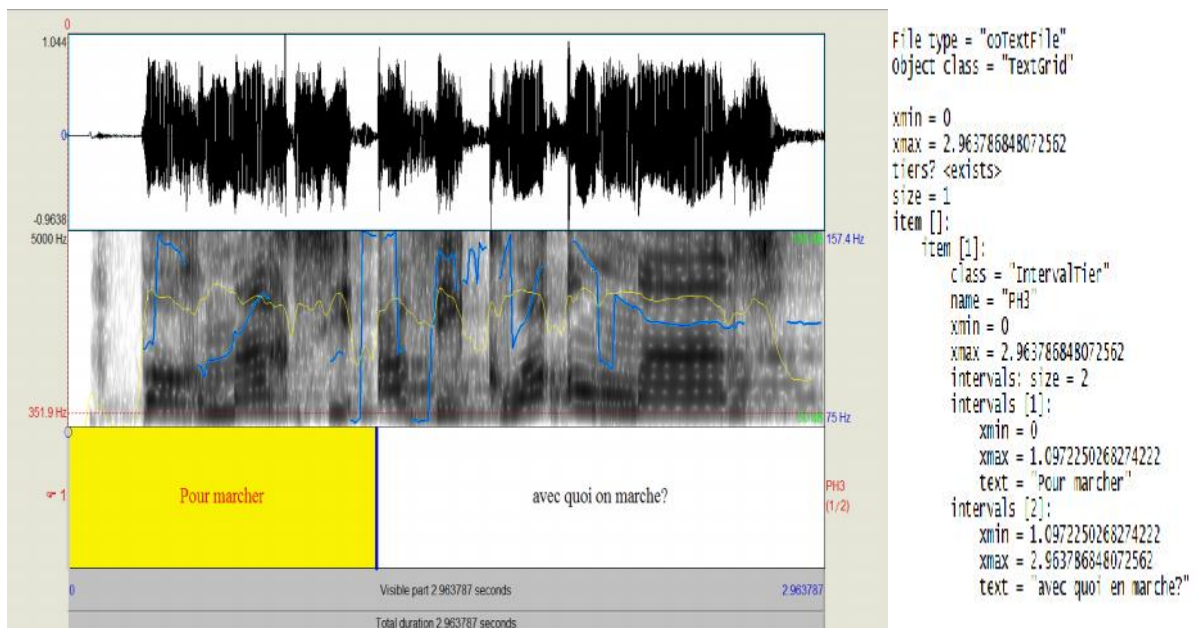 0
1.044
0
-0.9638
5000 Hz
157.4 Hz
351.9 Hz
75 Hz
1
Pour marcher
avec quoi on marche?
PH3
(1/2)
0
Visible part 2.963787 seconds
2.963787
Total duration 2.963787 seconds
File type = "ooTextFile"
Object class = "TextGrid"
xmin = 0
xmax = 2.963786848072562
tiers? <exists>
size = 1
item []:
item [1]:
class = "IntervalTier"
name = "PH3"
xmin = 0
xmax = 2.963786848072562
intervals: size = 2
intervals [1]:
xmin = 0
xmax = 1.0972250268274222
text = "Pour marcher"
intervals [2]:
xmin = 1.0972250268274222
xmax = 2.963786848072562
text = "avec quoi en marche?"